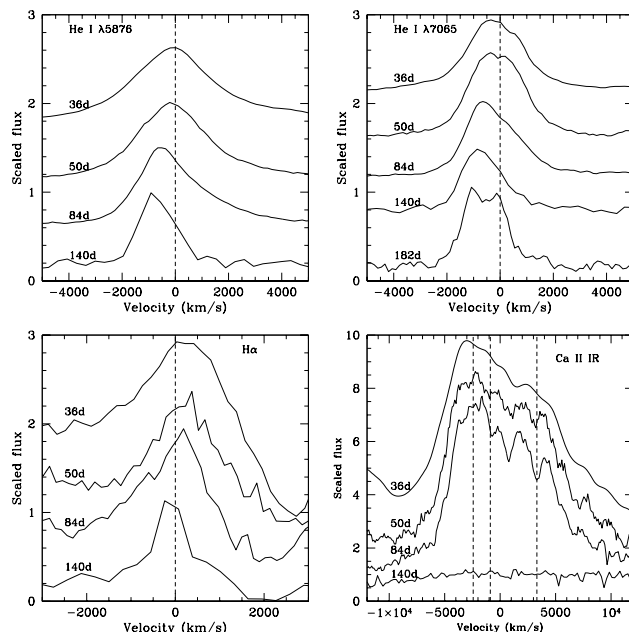 He I λ5876
36d
50d
84d
140d
Scaled flux
0
1
2
3
−4000
−2000
0
2000
4000
Velocity (km/s)
He I λ7065
36d
50d
84d
140d
182d
Scaled flux
0
1
2
3
−4000
−2000
0
2000
4000
Velocity (km/s)
Hα
36d
50d
84d
140d
Scaled flux
0
1
2
3
−2000
0
2000
Velocity (km/s)
Ca II IR
36d
50d
84d
140d
Scaled flux
0
2
4
6
8
10
−1×10⁴
−5000
0
5000
10⁴
Velocity (km/s)